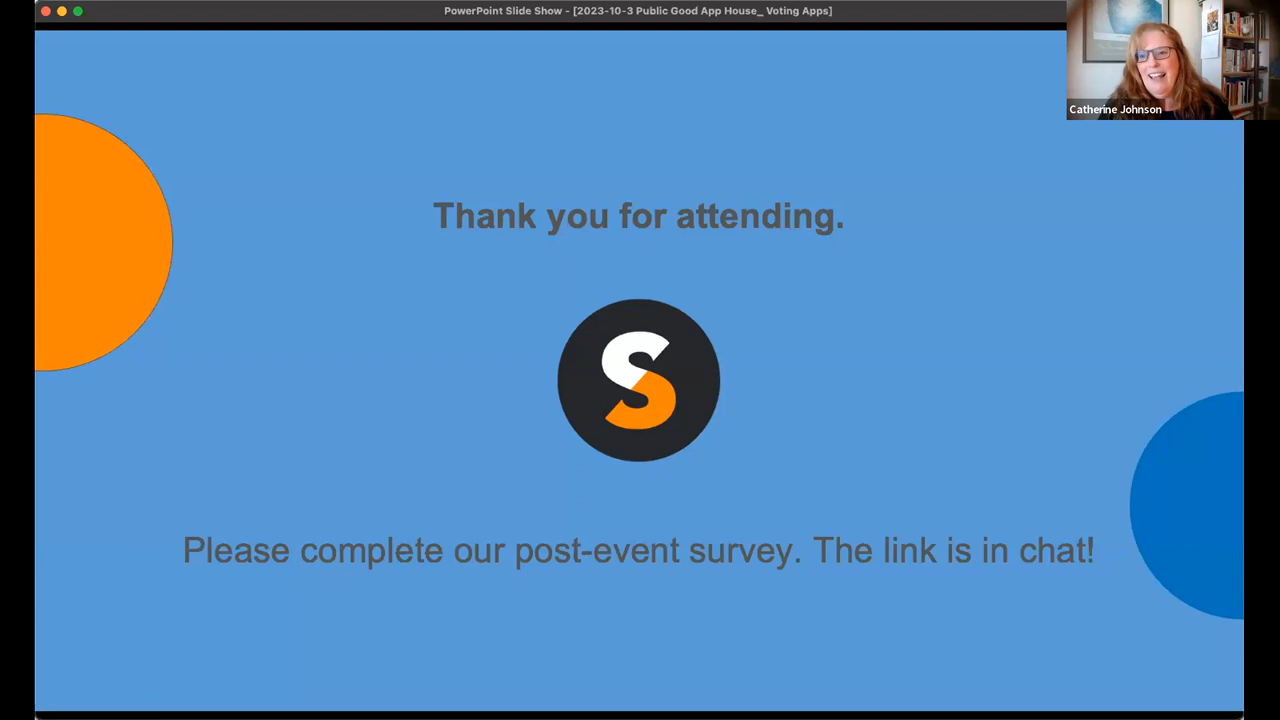 PowerPoint Slide Show - [2023-10-3 Public Good App House_ Voting Apps]
Catherine Johnson
Thank you for attending.
S
Please complete our post-event survey. The link is in chat!